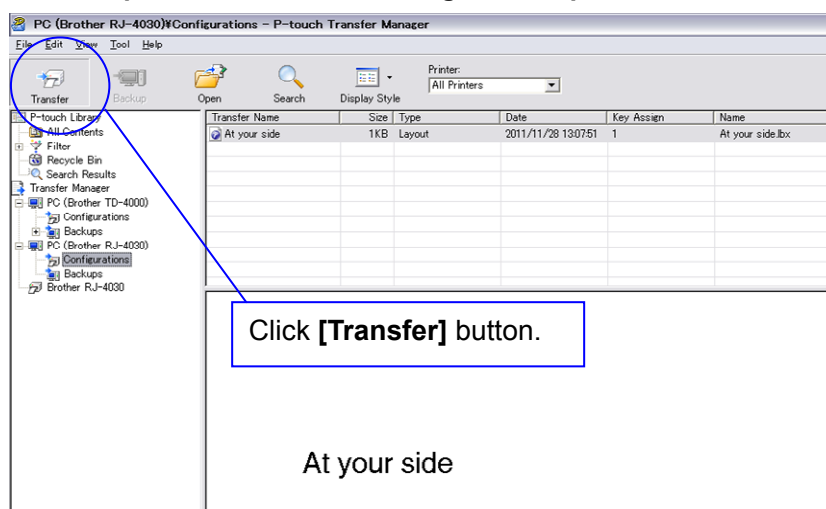 PC (Brother RJ-4030)¥Configurations - P-touch Transfer Manager
File Edit View Tool Help
Transfer Backup Open Search Display Style Printer:
All Printers
P-touch Library
All Contents
Filter
Recycle Bin
Search Results
Transfer Manager
PC (Brother TD-4000)
Configurations
Backups
PC (Brother RJ-4030)
Configurations
Backups
Brother RJ-4030
Transfer Name Size Type Date Key Assign Name
At your side 1KB Layout 2011/11/28 13:07:51 1 At your side.lbx
Click [Transfer] button.
At your side